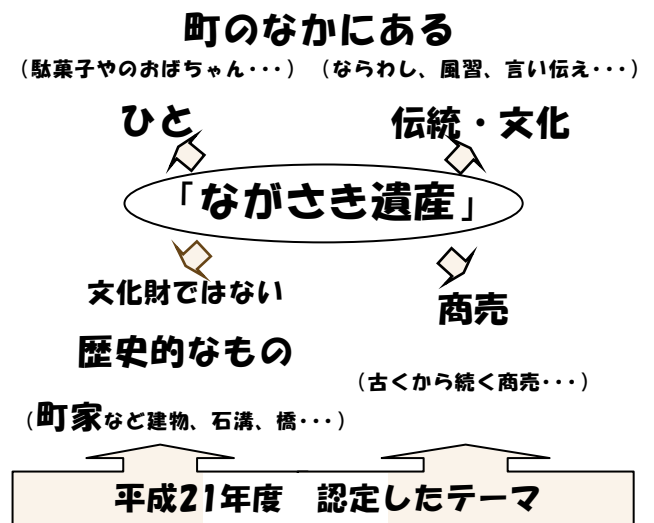 町のなかにある
（駄菓子やのおばちゃん･･･）（ならわし、風習、言い伝え･･･）
ひと
伝統・文化
「ながさき遺産」
文化財ではない
歴史的なもの
（町家など建物、石溝、橋･･･）
商売
（古くから続く商売･･･）
平成21年度　認定したテーマ